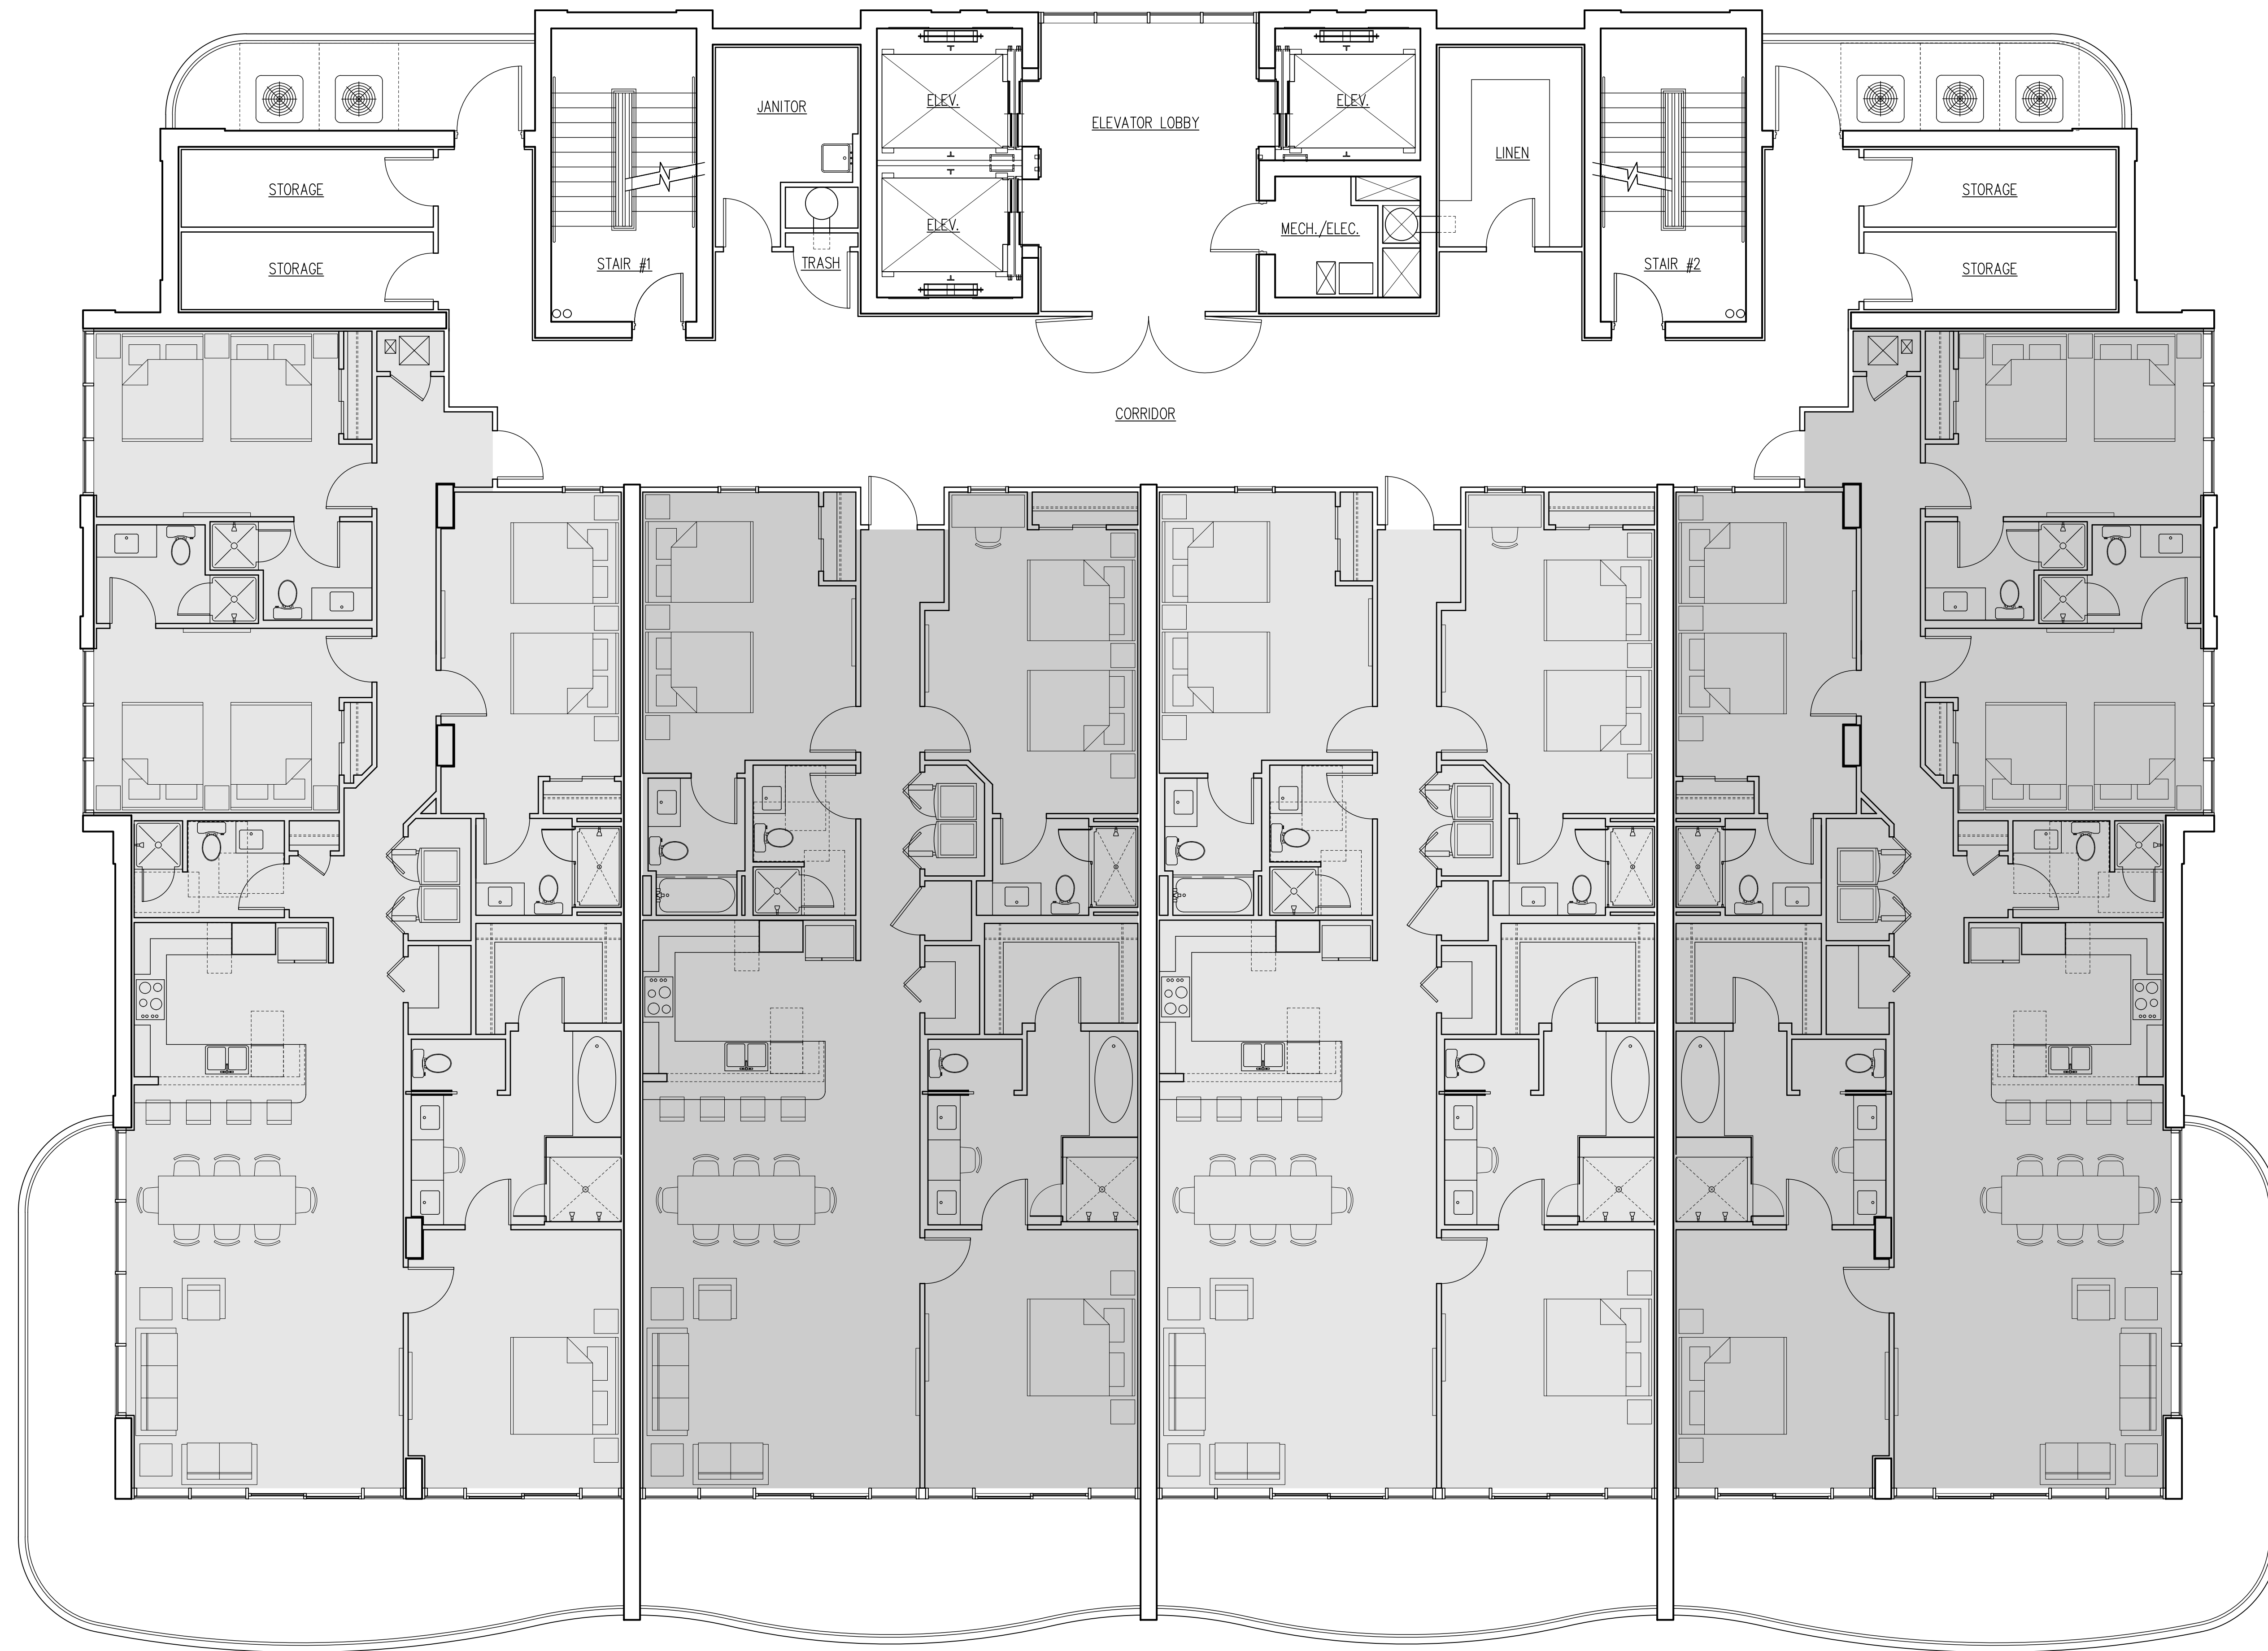 JANITOR
ELEV.
ELEVATOR LOBBY
ELEV.
LINEN
STORAGE
STORAGE
ELEV.
MECH./ELEC.
STAIR #1
TRASH
STAIR #2
STORAGE
STORAGE
CORRIDOR